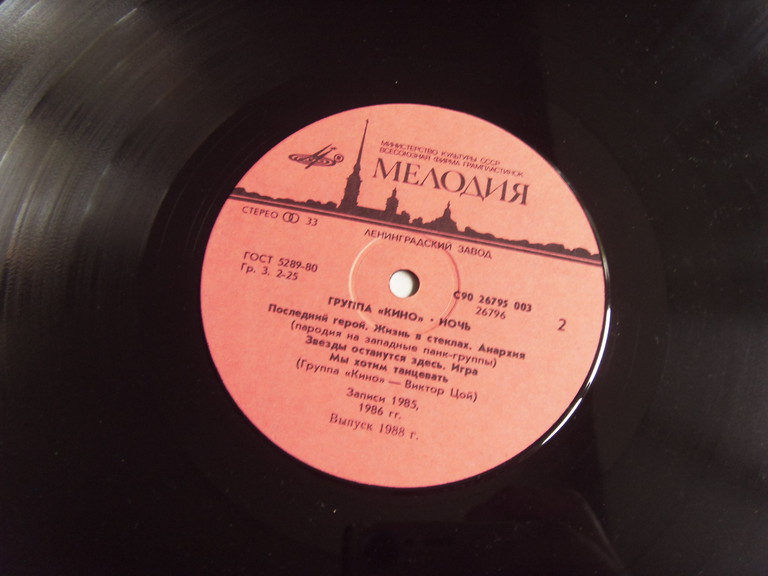 МИНИСТЕРСТВО КУЛЬТУРЫ СССР
ВСЕСОЮЗНАЯ ФИРМА ГРАМПЛАСТИНОК
МЕЛОДИЯ
СТЕРЕО 33
ЛЕНИНГРАДСКИЙ ЗАВОД
ГОСТ 5289-80
Гр. 3. 2-25
С90 26795 003
26796
2
ГРУППА «КИНО» • НОЧЬ
Последний герой. Жизнь в стеклах. Анархия
(пародия на западные панк-группы)
Звезды останутся здесь. Игра
Мы хотим танцевать
(Группа «Кино» — Виктор Цой)
Записи 1985,
1986 гг.
Выпуск 1988 г.